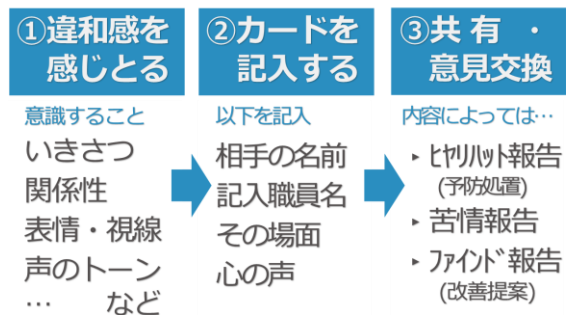 ①違和感を
感じとる
意識すること
いきさつ
関係性
表情・視線
声のトーン
… など
②カードを
記入する
以下を記入
相手の名前
記入職員名
その場面
心の声
③共 有 ・
意見交換
内容によっては…
▸ ﾋﾔﾘﾊｯﾄ報告
(予防処置)
▸ 苦情報告
▸ ﾌｧｲﾝﾄﾞ報告
(改善提案)